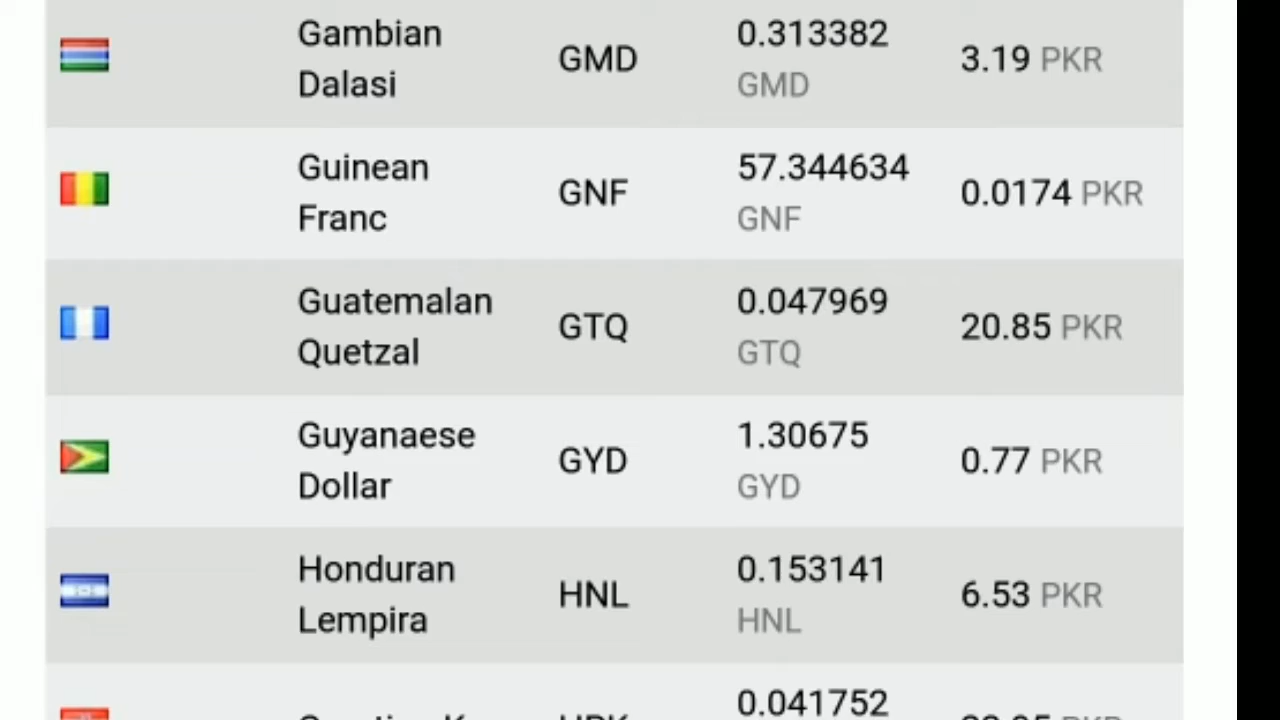 Gambian
Dalasi
GMD
0.313382
GMD
3.19 PKR
Guinean
Franc
GNF
57.344634
GNF
0.0174 PKR
Guatemalan
Quetzal
GTQ
0.047969
GTQ
20.85 PKR
Guyanaese
Dollar
GYD
1.30675
GYD
0.77 PKR
Honduran
Lempira
HNL
0.153141
HNL
6.53 PKR
0.041752